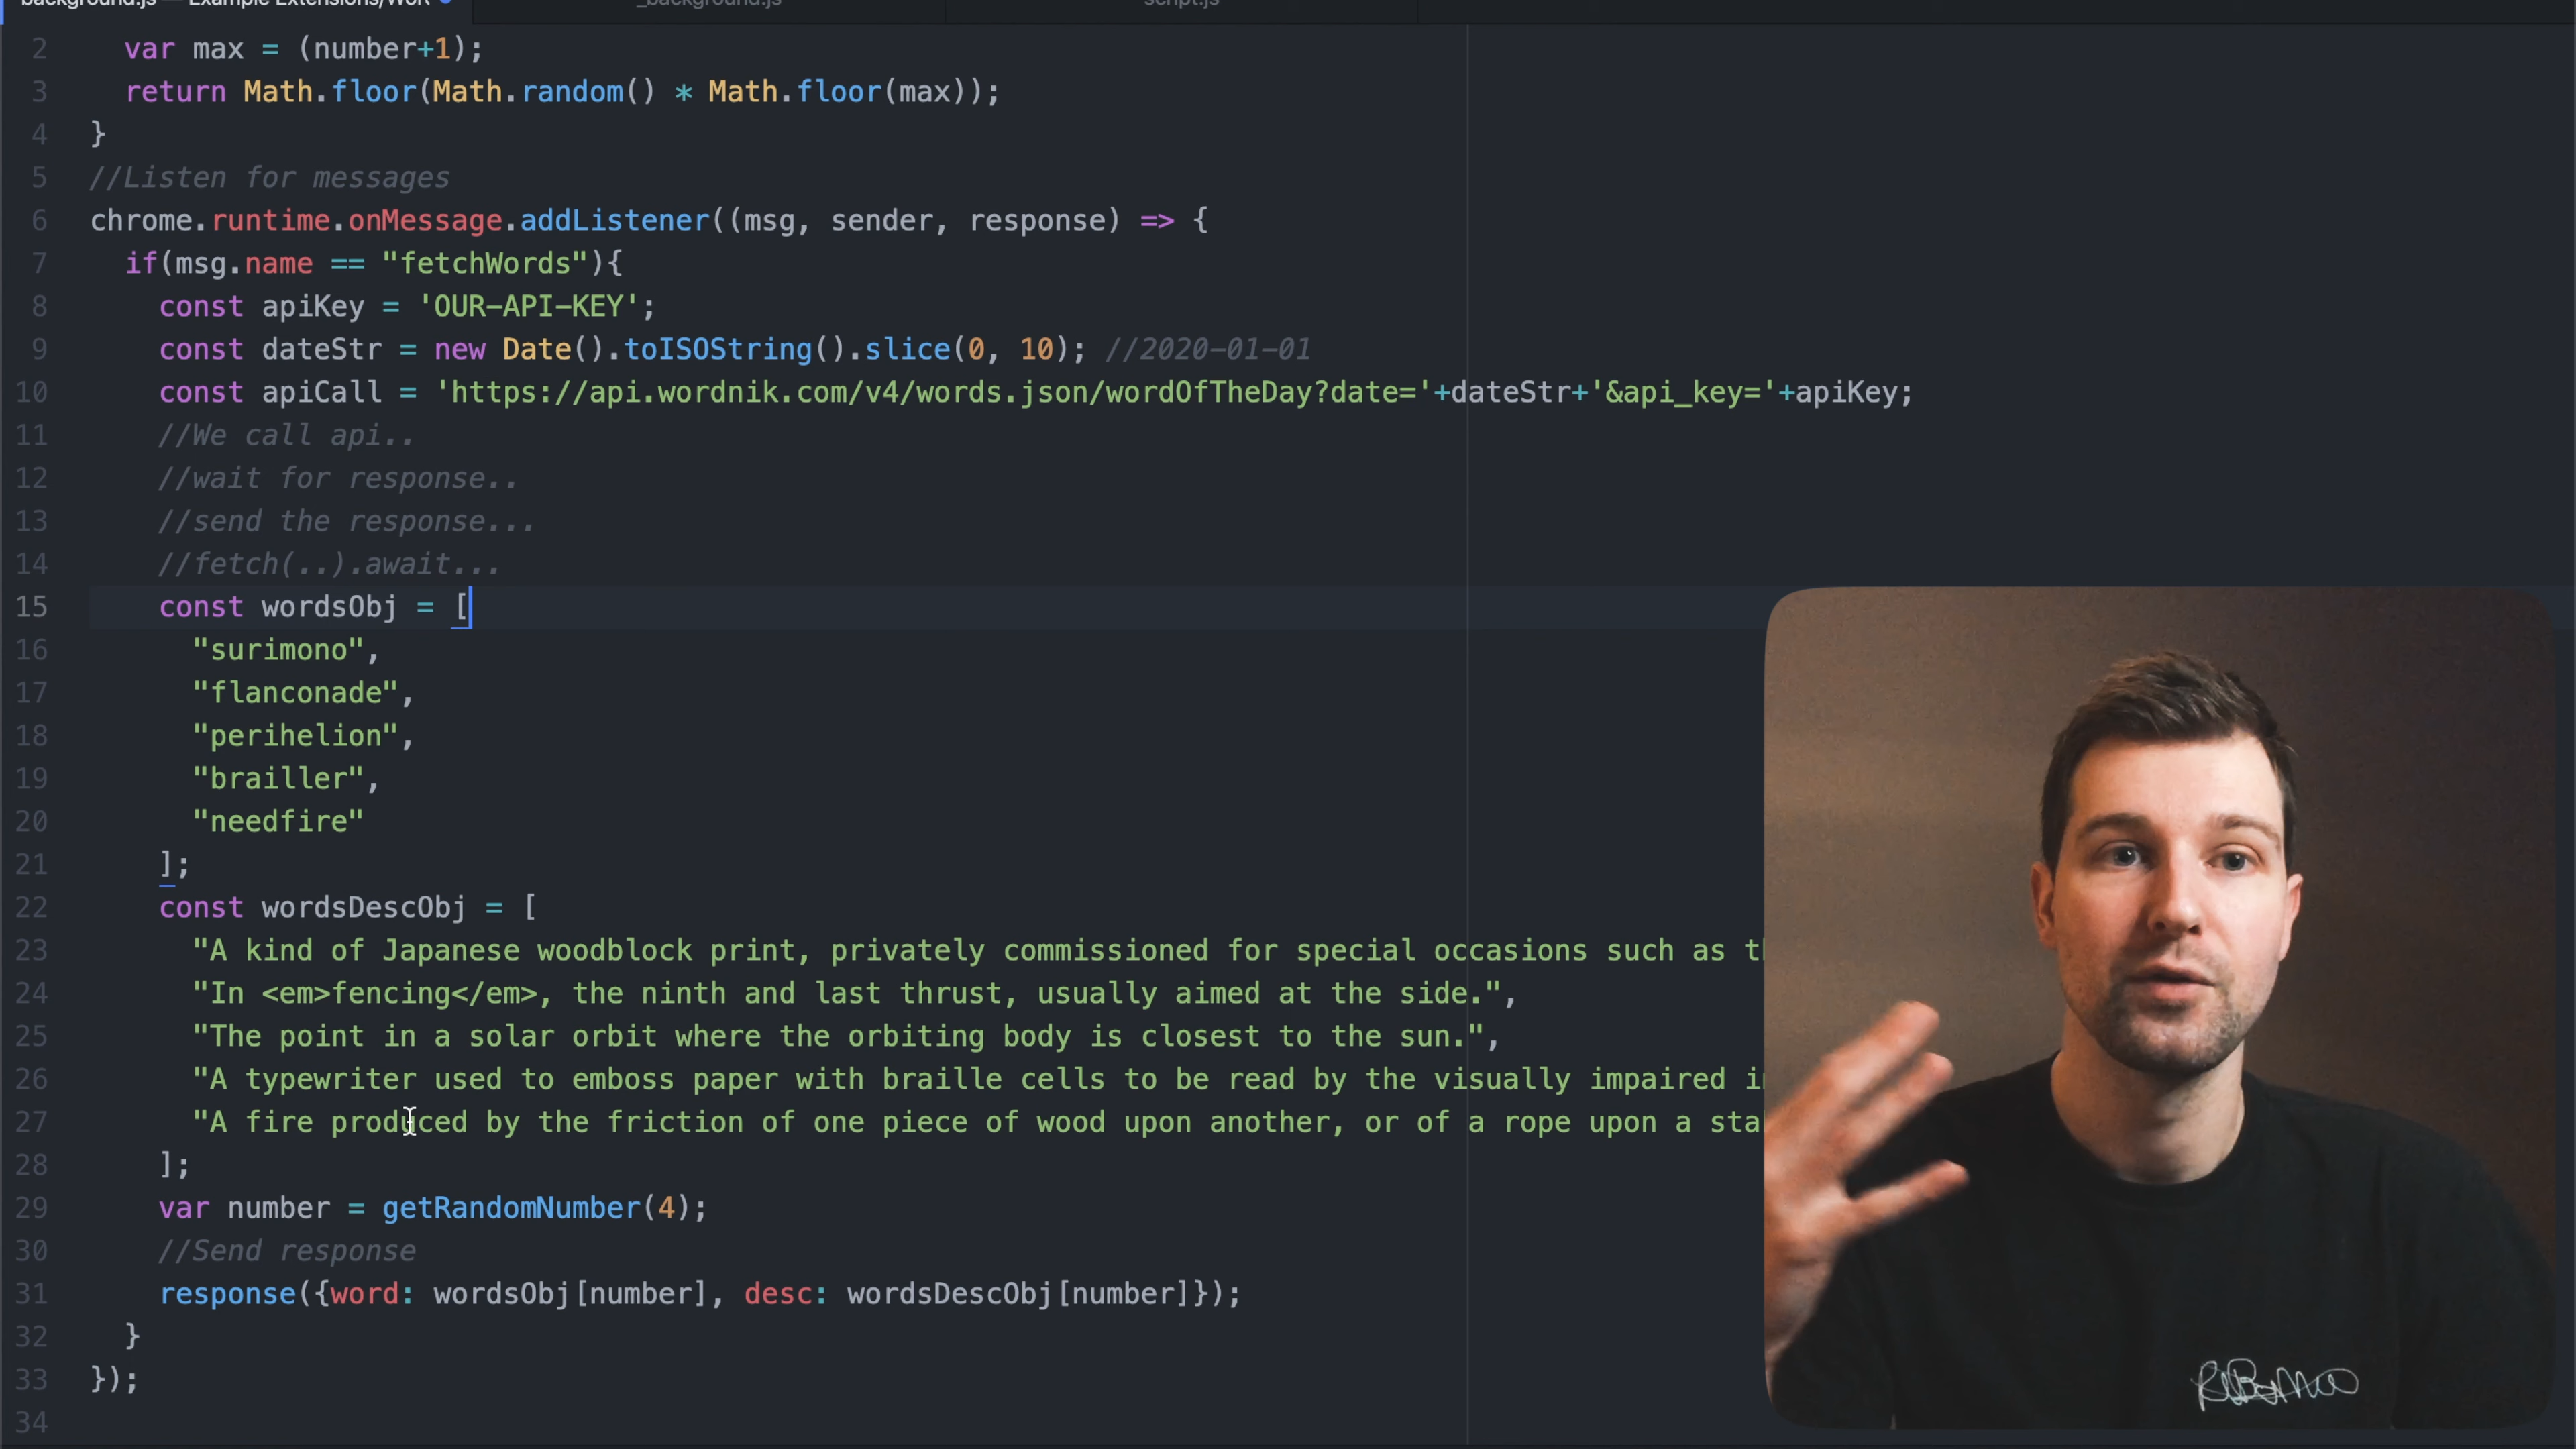 background.js — Example Extensions/Wor
_background.js
script.js
2 var max = (number+1);
3 return Math.floor(Math.random() * Math.floor(max));
4 }
5 //Listen for messages
6 chrome.runtime.onMessage.addListener((msg, sender, response) => {
7 if(msg.name == "fetchWords"){
8 const apiKey = 'OUR-API-KEY';
9 const dateStr = new Date().toISOString().slice(0, 10); //2020-01-01
10 const apiCall = 'https://api.wordnik.com/v4/words.json/wordOfTheDay?date='+dateStr+'&api_key='+apiKey;
11 //We call api..
12 //wait for response..
13 //send the response...
14 //fetch(..).await...
15 const wordsObj = [
16 "surimono",
17 "flanconade",
18 "perihelion",
19 "brailler",
20 "needfire"
21 ];
22 const wordsDescObj = [
23 "A kind of Japanese woodblock print, privately commissioned for special occasions such as
24 "In <em>fencing</em>, the ninth and last thrust, usually aimed at the side.",
25 "The point in a solar orbit where the orbiting body is closest to the sun.",
26 "A typewriter used to emboss paper with braille cells to be read by the visually impaired
27 "A fire produced by the friction of one piece of wood upon another, or of a rope upon a
28 ];
29 var number = getRandomNumber(4);
30 //Send response
31 response({word: wordsObj[number], desc: wordsDescObj[number]});
32 }
33 });
34